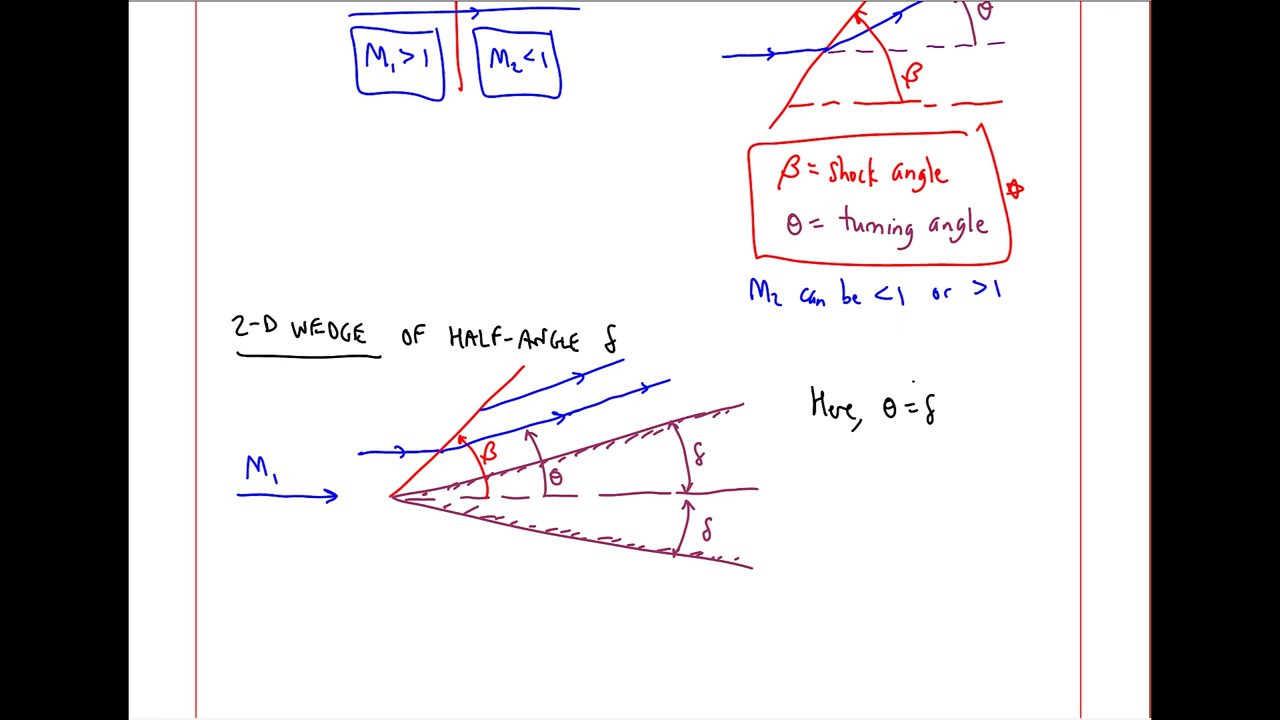 M₁ > 1
M₂ < 1
θ
β
β = shock angle
θ = turning angle
M₂ can be < 1 or > 1
2-D WEDGE OF HALF-ANGLE δ
Here, θ = δ
M₁
β
θ
δ
δ